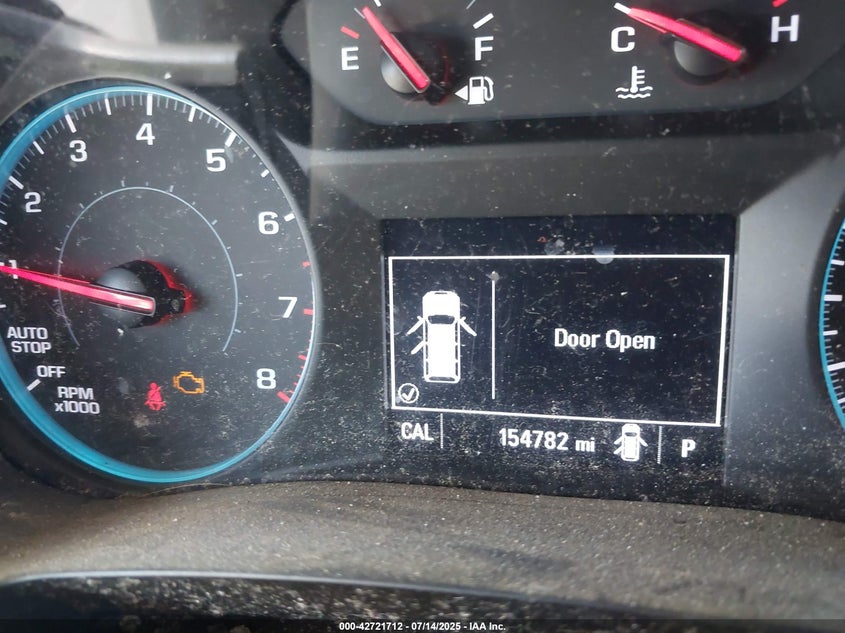 E F
C H
1 2 3 4 5 6 7 8
AUTO
STOP
OFF
RPM
x1000
Door Open
CAL 154782 mi P
000-42721712 - 07/14/2025 - IAA Inc.